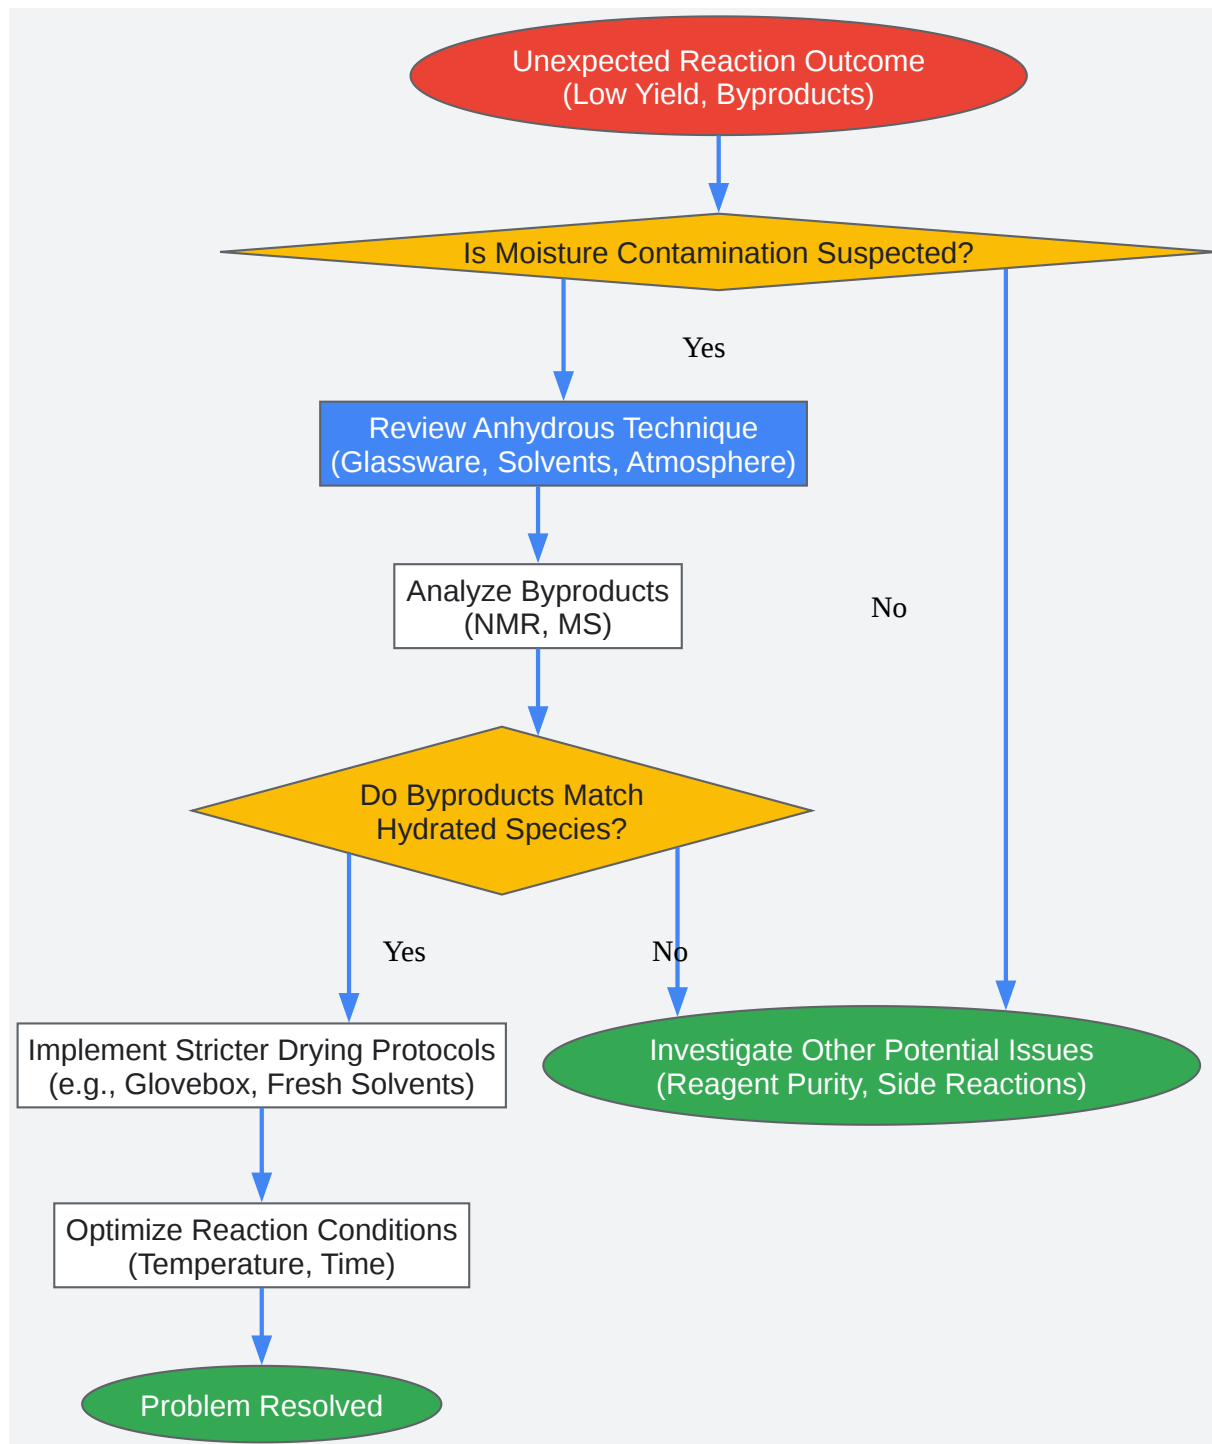 Unexpected Reaction Outcome
(Low Yield, Byproducts)
Is Moisture Contamination Suspected?
Yes
Review Anhydrous Technique
(Glassware, Solvents, Atmosphere)
Analyze Byproducts
(NMR, MS)
No
Do Byproducts Match
Hydrated Species?
Yes
No
Implement Stricter Drying Protocols
(e.g., Glovebox, Fresh Solvents)
Investigate Other Potential Issues
(Reagent Purity, Side Reactions)
Optimize Reaction Conditions
(Temperature, Time)
Problem Resolved